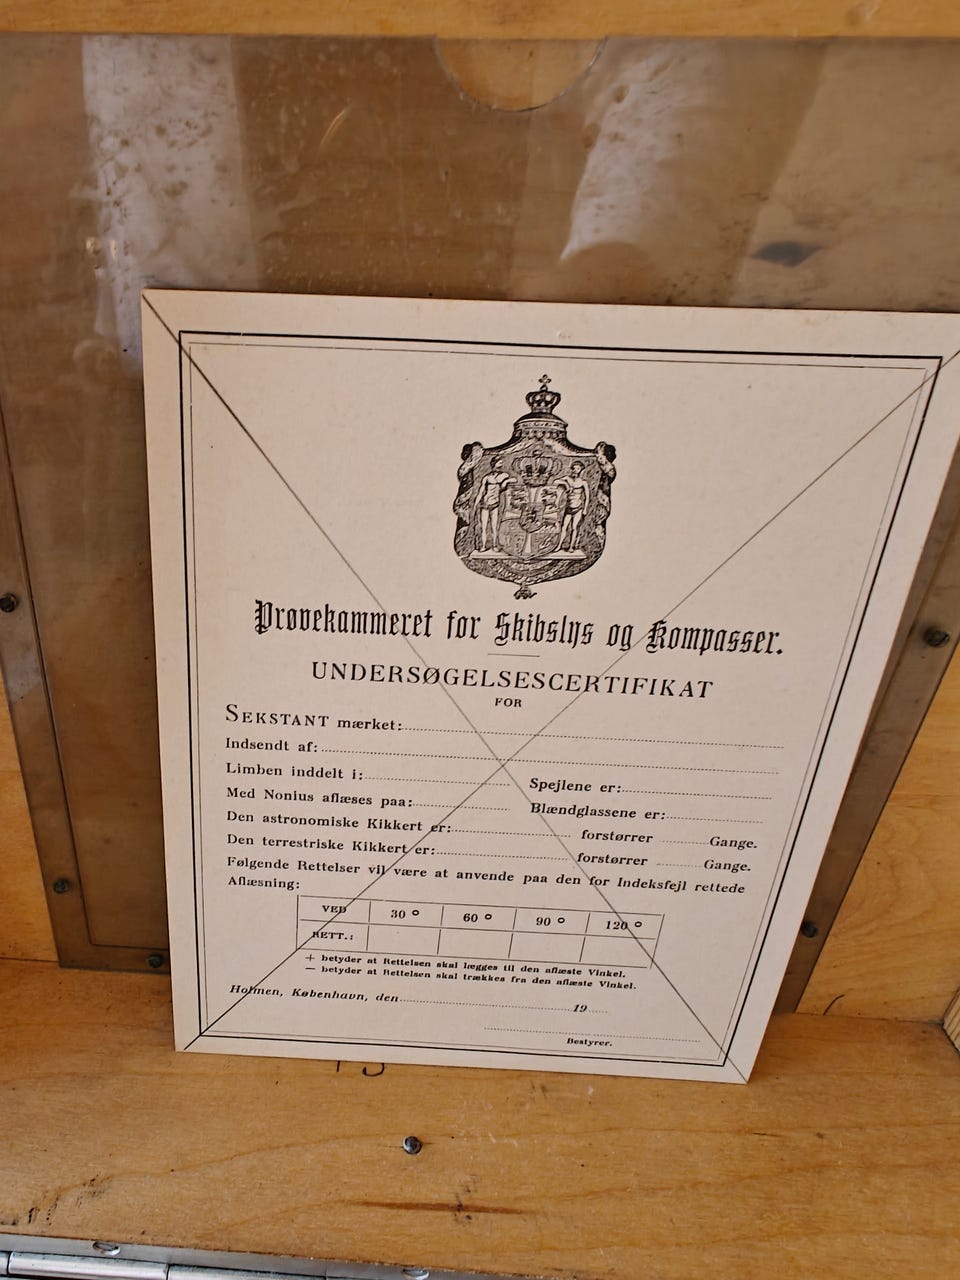 Prøvekammeret for Skibslys og Kompasser.
UNDERSØGELSESCERTIFIKAT
FOR
SEKSTANT mærket:
Indsendt af:
Limben inddelt i: Spejlene er:
Med Nonius aflæses paa: Blændglassene er:
Den astronomiske Kikkert er: forstørrer Gange.
Den terrestriske Kikkert er: forstørrer Gange.
Følgende Rettelser vil være at anvende paa den for Indeksfejl rettede
Aflæsning:
VED 30° 60° 90° 120°
RETT.:
+ betyder at Rettelsen skal lægges til den aflæste Vinkel.
− betyder at Rettelsen skal trækkes fra den aflæste Vinkel.
Holmen, København, den 19
Bestyrer.